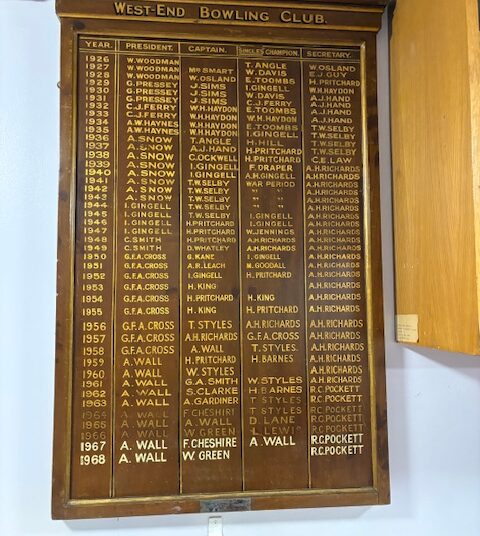 WEST-END BOWLING CLUB.
YEAR. PRESIDENT. CAPTAIN. SINGLES CHAMPION. SECRETARY.
1926 W.WOODMAN T.ANGLE W.OSLAND
1927 W.WOODMAN MR SMART W.DAVIS E.J.GUY
1928 W.WOODMAN W.OSLAND E.TOOMBS H.PRITCHARD
1929 G.PRESSEY J.SIMS I.GINGELL W.H.HAYDON
1930 G.PRESSEY J.SIMS W.DAVIS A.J.HAND
1931 G.PRESSEY J.SIMS C.J.FERRY A.J.HAND
1932 C.J.FERRY W.H.HAYDON E.TOOMBS A.J.HAND
1933 C.J.FERRY W.H.HAYDON W.H.HAYDON A.J.HAND
1934 A.W.HAYNES W.H.HAYDON E.TOOMBS T.W.SELBY
1935 A.W.HAYNES W.H.HAYDON I.GINGELL T.W.SELBY
1936 A.SNOW T.ANGLE H.HILL T.W.SELBY
1937 A.SNOW A.J.HAND H.PRITCHARD T.W.SELBY
1938 A.SNOW C.OCKWELL H.PRITCHARD C.E.LAW
1939 A.SNOW I.GINGELL F.DRAPER A.H.RICHARDS
1940 A.SNOW I.GINGELL A.H.GINGELL A.H.RICHARDS
1941 A.SNOW T.W.SELBY WAR PERIOD A.H.RICHARDS
1942 A.SNOW T.W.SELBY " " A.H.RICHARDS
1943 A.SNOW T.W.SELBY " " A.H.RICHARDS
1944 I.GINGELL T.W.SELBY " " A.H.RICHARDS
1945 I.GINGELL T.W.SELBY I.GINGELL A.H.RICHARDS
1946 I.GINGELL H.PRITCHARD I.GINGELL A.H.RICHARDS
1947 I.GINGELL H.PRITCHARD W.JENNINGS A.H.RICHARDS
1948 C.SMITH H.PRITCHARD A.H.RICHARDS A.H.RICHARDS
1949 C.SMITH D.WHATLEY A.H.RICHARDS A.H.RICHARDS
1950 G.F.A.CROSS G.KANE I.GINGELL A.H.RICHARDS
1951 G.F.A.CROSS A.R.LEACH M.GOODALL A.H.RICHARDS
1952 G.F.A.CROSS I.GINGELL H.PRITCHARD A.H.RICHARDS
1953 G.F.A.CROSS H.KING A.H.RICHARDS
1954 G.F.A.CROSS H.PRITCHARD H.KING A.H.RICHARDS
1955 G.F.A.CROSS H.KING H.PRITCHARD A.H.RICHARDS
1956 G.F.A.CROSS T.STYLES A.H.RICHARDS A.H.RICHARDS
1957 G.F.A.CROSS A.H.RICHARDS G.F.A.CROSS A.H.RICHARDS
1958 G.F.A.CROSS A.WALL T.STYLES. A.H.RICHARDS
1959 A.WALL H.PRITCHARD H.BARNES A.H.RICHARDS
1960 A.WALL W.STYLES A.H.RICHARDS
1961 A.WALL G.A.SMITH W.STYLES A.H.RICHARDS
1962 A.WALL S.CLARKE H.BARNES R.C.POCKETT
1963 A.WALL A.GARDINER T STYLES R.C.POCKETT
1964 A.WALL F.CHESHIRE T STYLES R.C.POCKETT
1965 A.WALL A.WALL D.LANE R.C.POCKETT
1966 A.WALL W.GREEN L LEWIS R.C.POCKETT
1967 A.WALL F.CHESHIRE A.WALL R.C.POCKETT
1968 A.WALL W.GREEN R.C.POCKETT